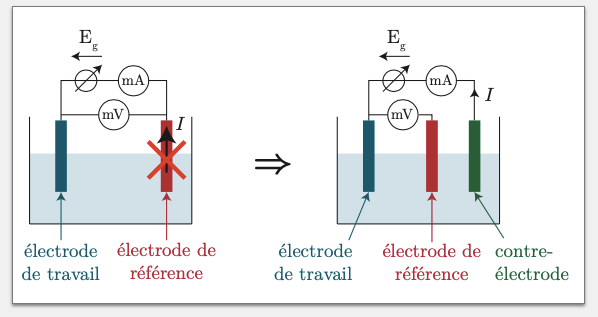 E_g
mA
mV
I
électrode
de travail
électrode de
référence
⇒
E_g
mA
mV
I
électrode
de travail
électrode de
référence
contre-
électrode